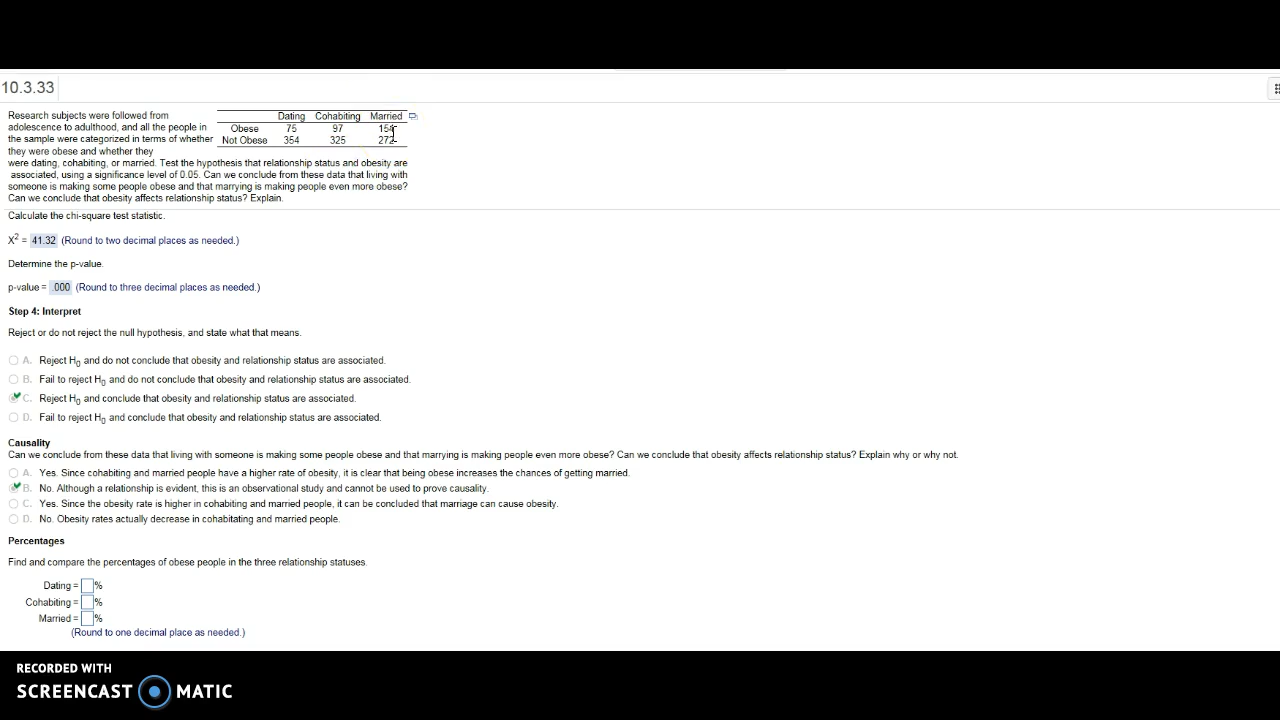 10.3.33
Research subjects were followed from
adolescence to adulthood, and all the people in
the sample were categorized in terms of whether
they were obese and whether they
Dating Cohabiting Married
Obese 75 97 154
Not Obese 354 325 272
were dating, cohabiting, or married. Test the hypothesis that relationship status and obesity are
associated, using a significance level of 0.05. Can we conclude from these data that living with
someone is making some people obese and that marrying is making people even more obese?
Can we conclude that obesity affects relationship status? Explain.
Calculate the chi-square test statistic.
X² = 41.32 (Round to two decimal places as needed.)
Determine the p-value.
p-value = .000 (Round to three decimal places as needed.)
Step 4: Interpret
Reject or do not reject the null hypothesis, and state what that means.
A. Reject H₀ and do not conclude that obesity and relationship status are associated.
B. Fail to reject H₀ and do not conclude that obesity and relationship status are associated.
C. Reject H₀ and conclude that obesity and relationship status are associated.
D. Fail to reject H₀ and conclude that obesity and relationship status are associated.
Causality
Can we conclude from these data that living with someone is making some people obese and that marrying is making people even more obese? Can we conclude that obesity affects relationship status? Explain why or why not.
A. Yes. Since cohabiting and married people have a higher rate of obesity, it is clear that being obese increases the chances of getting married.
B. No. Although a relationship is evident, this is an observational study and cannot be used to prove causality.
C. Yes. Since the obesity rate is higher in cohabiting and married people, it can be concluded that marriage can cause obesity.
D. No. Obesity rates actually decrease in cohabitating and married people.
Percentages
Find and compare the percentages of obese people in the three relationship statuses.
Dating = %
Cohabiting = %
Married = %
(Round to one decimal place as needed.)
RECORDED WITH
SCREENCAST MATIC